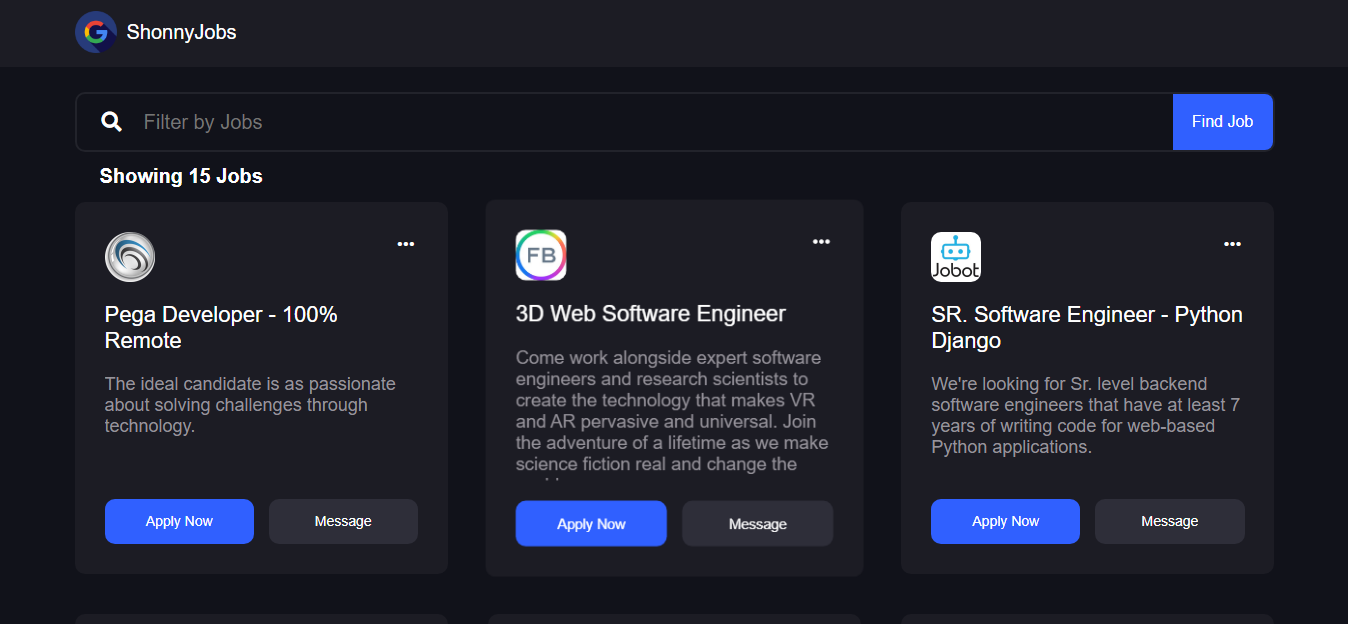 ShonnyJobs
Filter by Jobs
Find Job
Showing 15 Jobs
Pega Developer - 100%
Remote
The ideal candidate is as passionate
about solving challenges through
technology.
Apply Now
Message
FB
3D Web Software Engineer
Come work alongside expert software
engineers and research scientists to
create the technology that makes VR
and AR pervasive and universal. Join
the adventure of a lifetime as we make
science fiction real and change the
Apply Now
Message
Jobot
SR. Software Engineer - Python
Django
We're looking for Sr. level backend
software engineers that have at least 7
years of writing code for web-based
Python applications.
Apply Now
Message